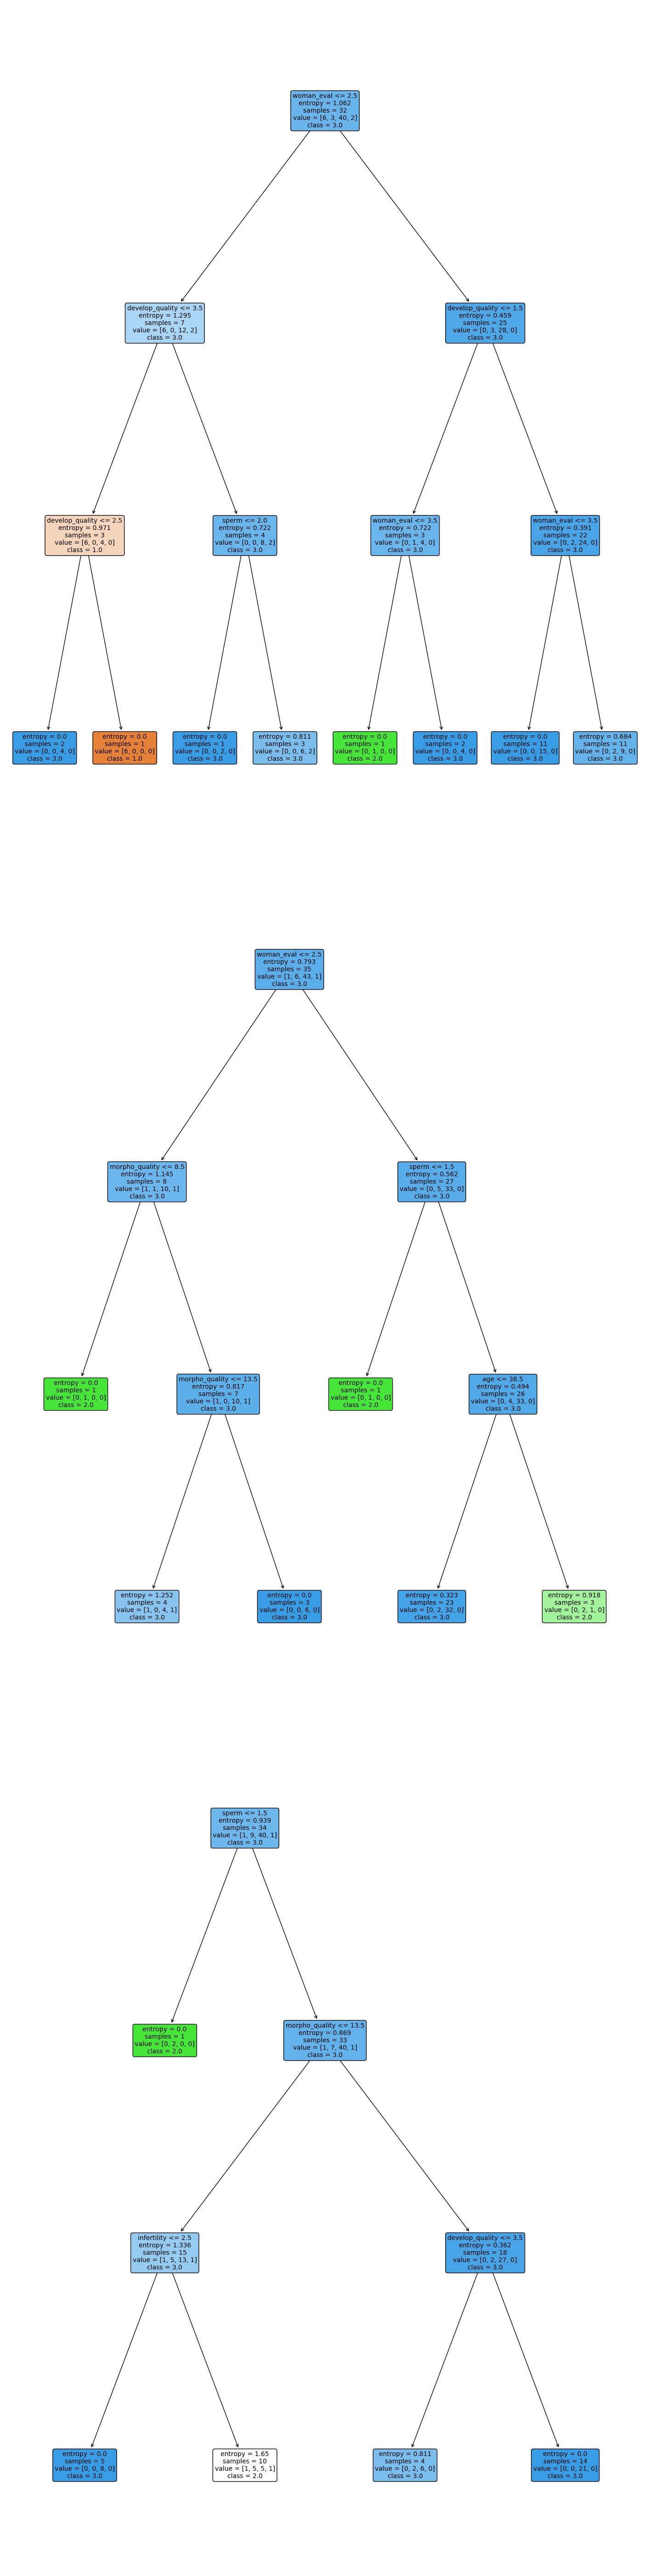 woman_eval <= 2.5
entropy = 1.062
samples = 32
value = [6, 3, 40, 2]
class = 3.0
develop_quality <= 3.5
entropy = 1.295
samples = 7
value = [6, 0, 12, 2]
class = 3.0
develop_quality <= 1.5
entropy = 0.459
samples = 25
value = [0, 3, 28, 0]
class = 3.0
develop_quality <= 2.5
entropy = 0.971
samples = 3
value = [6, 0, 4, 0]
class = 1.0
sperm <= 2.0
entropy = 0.722
samples = 4
value = [0, 0, 8, 2]
class = 3.0
woman_eval <= 3.5
entropy = 0.722
samples = 3
value = [0, 1, 4, 0]
class = 3.0
woman_eval <= 3.5
entropy = 0.391
samples = 22
value = [0, 2, 24, 0]
class = 3.0
entropy = 0.0
samples = 2
value = [0, 0, 4, 0]
class = 3.0
entropy = 0.0
samples = 1
value = [6, 0, 0, 0]
class = 1.0
entropy = 0.0
samples = 1
value = [0, 0, 2, 0]
class = 3.0
entropy = 0.811
samples = 3
value = [0, 0, 6, 2]
class = 3.0
entropy = 0.0
samples = 1
value = [0, 1, 0, 0]
class = 2.0
entropy = 0.0
samples = 2
value = [0, 0, 4, 0]
class = 3.0
entropy = 0.0
samples = 11
value = [0, 0, 15, 0]
class = 3.0
entropy = 0.684
samples = 11
value = [0, 2, 9, 0]
class = 3.0
woman_eval <= 2.5
entropy = 0.793
samples = 35
value = [1, 6, 43, 1]
class = 3.0
morpho_quality <= 8.5
entropy = 1.145
samples = 8
value = [1, 1, 10, 1]
class = 3.0
sperm <= 1.5
entropy = 0.562
samples = 27
value = [0, 5, 33, 0]
class = 3.0
entropy = 0.0
samples = 1
value = [0, 1, 0, 0]
class = 2.0
morpho_quality <= 13.5
entropy = 0.817
samples = 7
value = [1, 0, 10, 1]
class = 3.0
entropy = 0.0
samples = 1
value = [0, 1, 0, 0]
class = 2.0
age <= 38.5
entropy = 0.494
samples = 26
value = [0, 4, 33, 0]
class = 3.0
entropy = 1.252
samples = 4
value = [1, 0, 4, 1]
class = 3.0
entropy = 0.0
samples = 3
value = [0, 0, 6, 0]
class = 3.0
entropy = 0.323
samples = 23
value = [0, 2, 32, 0]
class = 3.0
entropy = 0.918
samples = 3
value = [0, 2, 1, 0]
class = 2.0
sperm <= 1.5
entropy = 0.939
samples = 34
value = [1, 9, 40, 1]
class = 3.0
entropy = 0.0
samples = 1
value = [0, 2, 0, 0]
class = 2.0
morpho_quality <= 13.5
entropy = 0.869
samples = 33
value = [1, 7, 40, 1]
class = 3.0
infertility <= 2.5
entropy = 1.336
samples = 15
value = [1, 5, 13, 1]
class = 3.0
develop_quality <= 3.5
entropy = 0.362
samples = 18
value = [0, 2, 27, 0]
class = 3.0
entropy = 0.0
samples = 5
value = [0, 0, 8, 0]
class = 3.0
entropy = 1.65
samples = 10
value = [1, 5, 5, 1]
class = 2.0
entropy = 0.811
samples = 4
value = [0, 2, 6, 0]
class = 3.0
entropy = 0.0
samples = 14
value = [0, 0, 21, 0]
class = 3.0